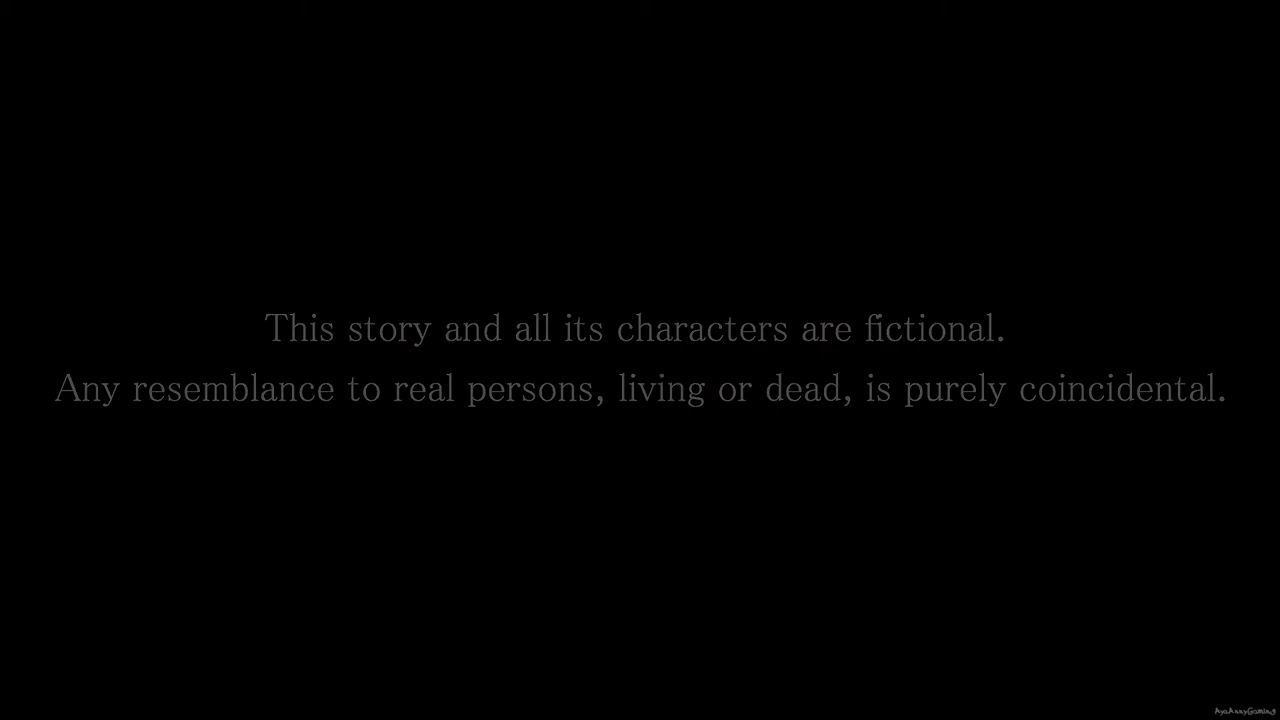 This story and all its characters are fictional.
Any resemblance to real persons, living or dead, is purely coincidental.
AyaAnnyGaming